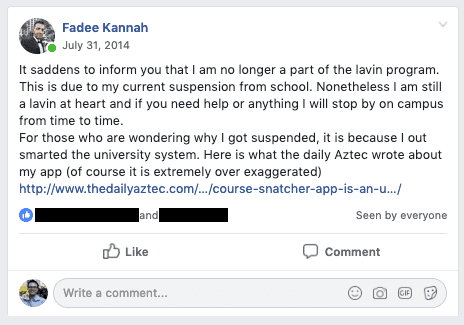 Fadee Kannah
July 31, 2014
It saddens to inform you that I am no longer a part of the lavin program.
This is due to my current suspension from school. Nonetheless I am still
a lavin at heart and if you need help or anything I will stop by on campus
from time to time.
For those who are wondering why I got suspended, it is because I out
smarted the university system. Here is what the daily Aztec wrote about
my app (of course it is extremely over exaggerated)
http://www.thedailyaztec.com/.../course-snatcher-app-is-an-u.../
and
Seen by everyone
Like
Comment
Write a comment...
GIF